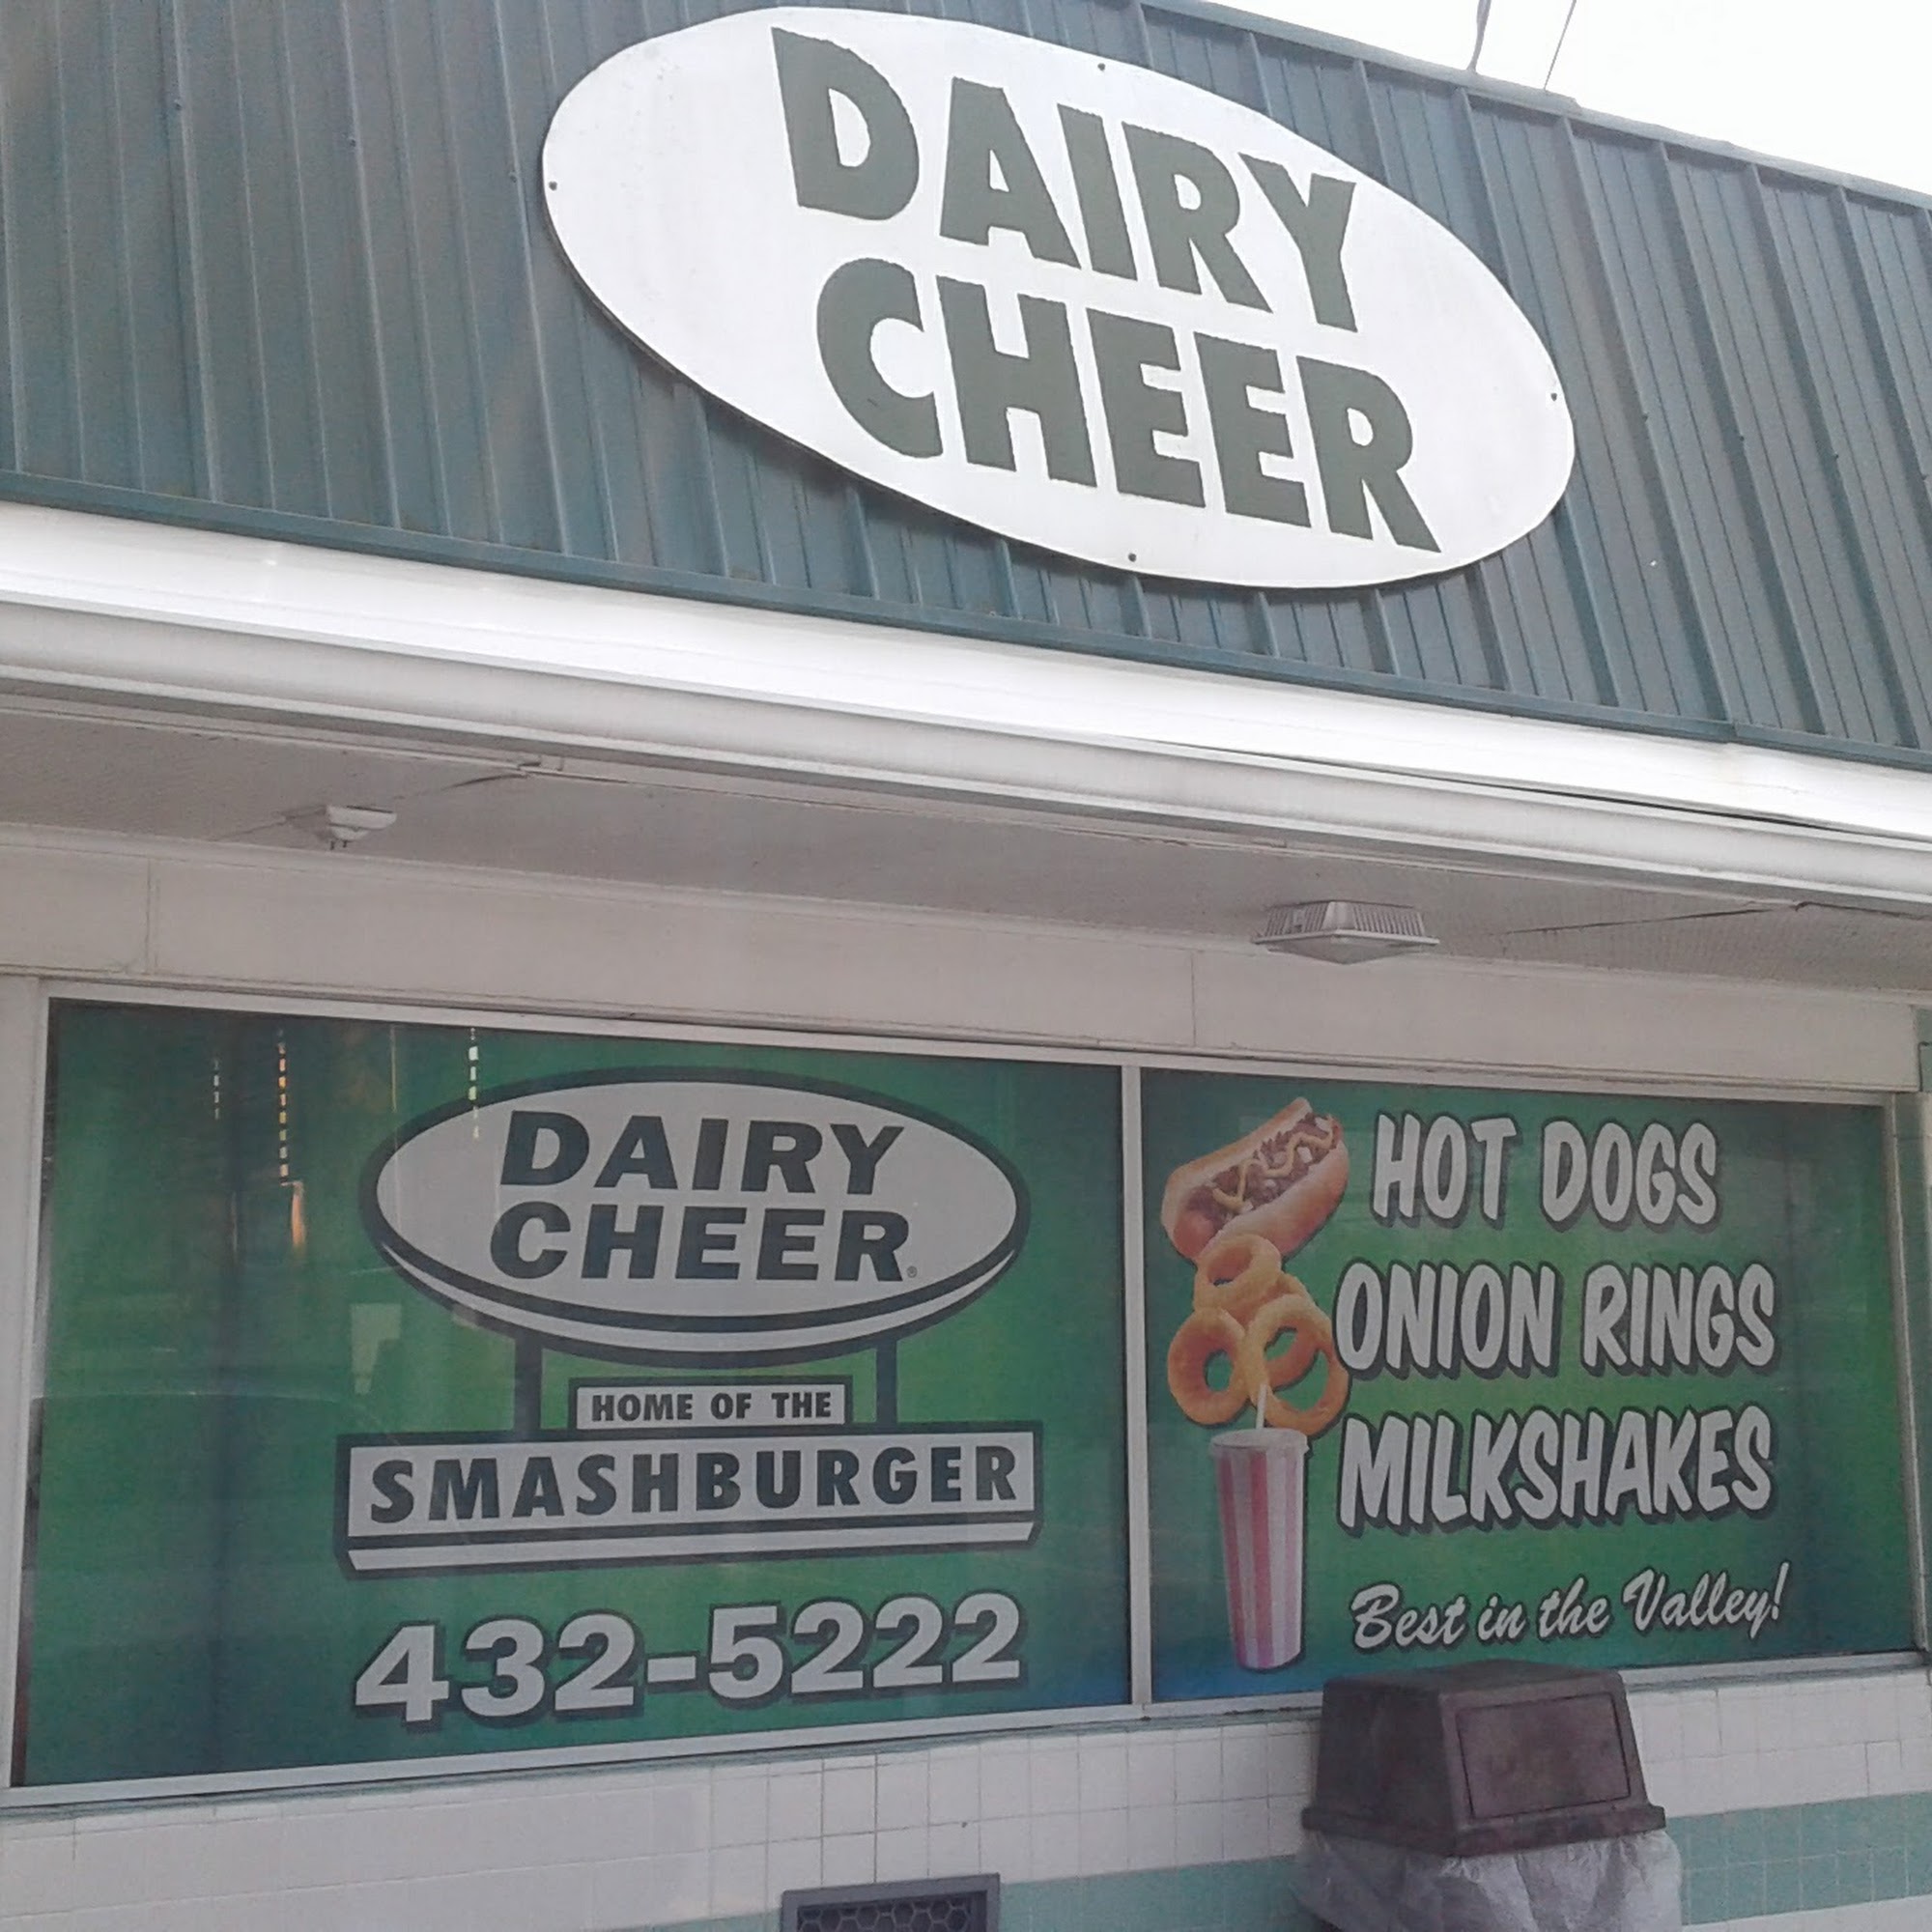 DAIRY
CHEER
DAIRY
CHEER®
HOME OF THE
SMASHBURGER
432-5222
HOT DOGS
ONION RINGS
MILKSHAKES
Best in the Valley!